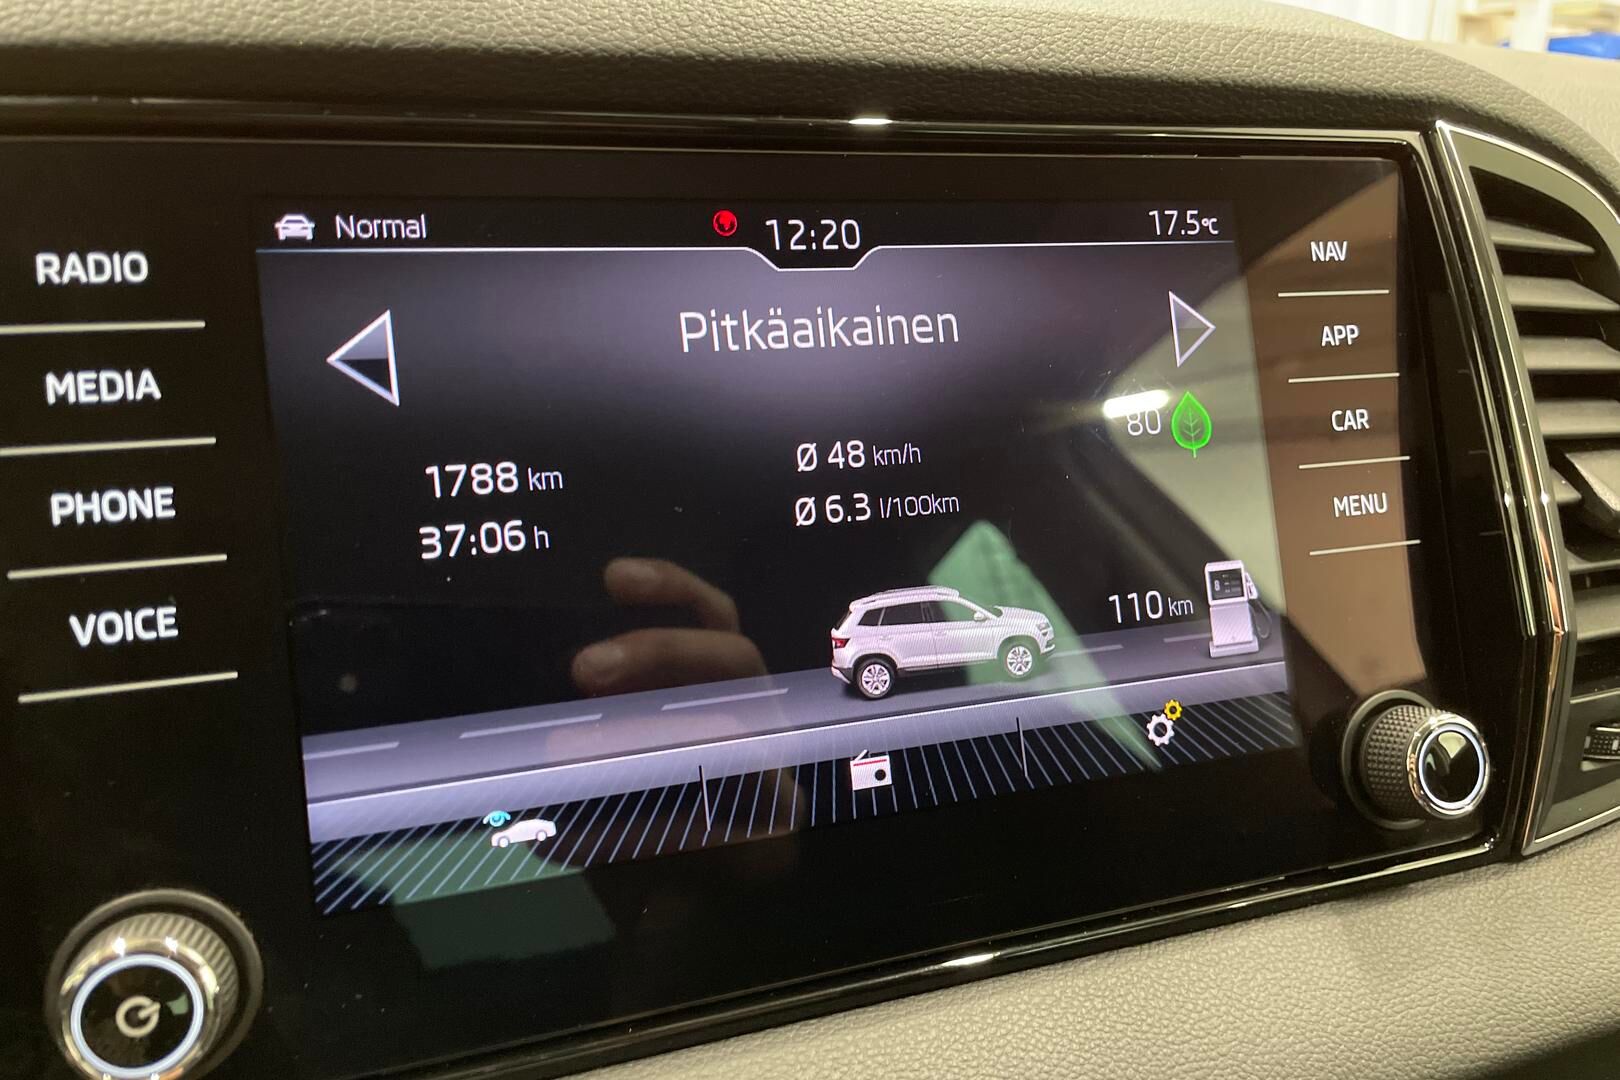 Normal
12:20
17.5°C
RADIO
MEDIA
PHONE
VOICE
Pitkäaikainen
1788 km
37:06 h
Ø 48 km/h
Ø 6.3 l/100km
80
110 km
NAV
APP
CAR
MENU